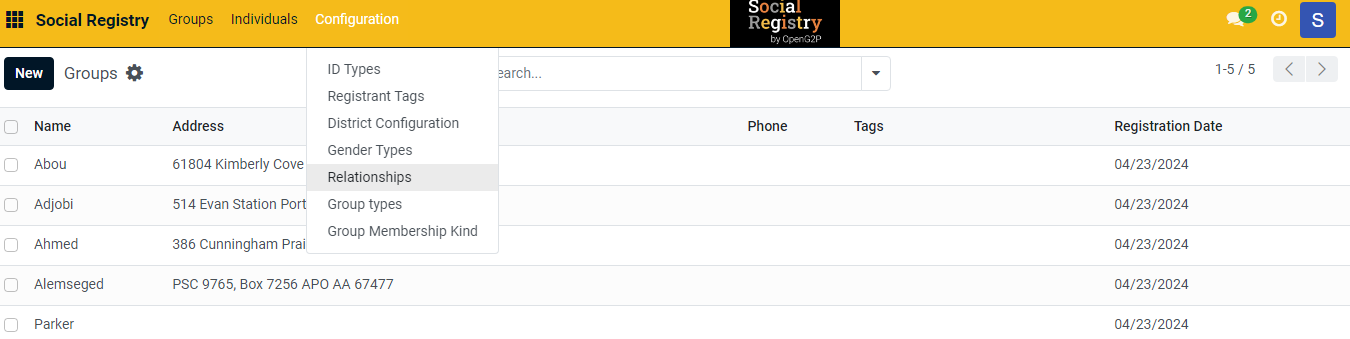 Social Registry Groups Individuals Configuration
Social
Registry
by OpenG2P
2
S
New Groups
earch...
1-5 / 5
ID Types
Registrant Tags
District Configuration
Gender Types
Relationships
Group types
Group Membership Kind
Name Address Phone Tags Registration Date
Abou 61804 Kimberly Cove 04/23/2024
Adjobi 514 Evan Station Port 04/23/2024
Ahmed 386 Cunningham Prai 04/23/2024
Alemseged PSC 9765, Box 7256 APO AA 67477 04/23/2024
Parker 04/23/2024